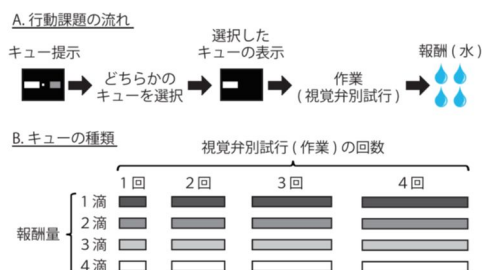 A. 行動課題の流れ
キュー提示
どちらかの
キューを選択
選択した
キューの表示
作業
(視覚弁別試行)
報酬(水)
B. キューの種類
視覚弁別試行(作業)の回数
1回 2回 3回 4回
報酬量
1滴
2滴
3滴
4滴